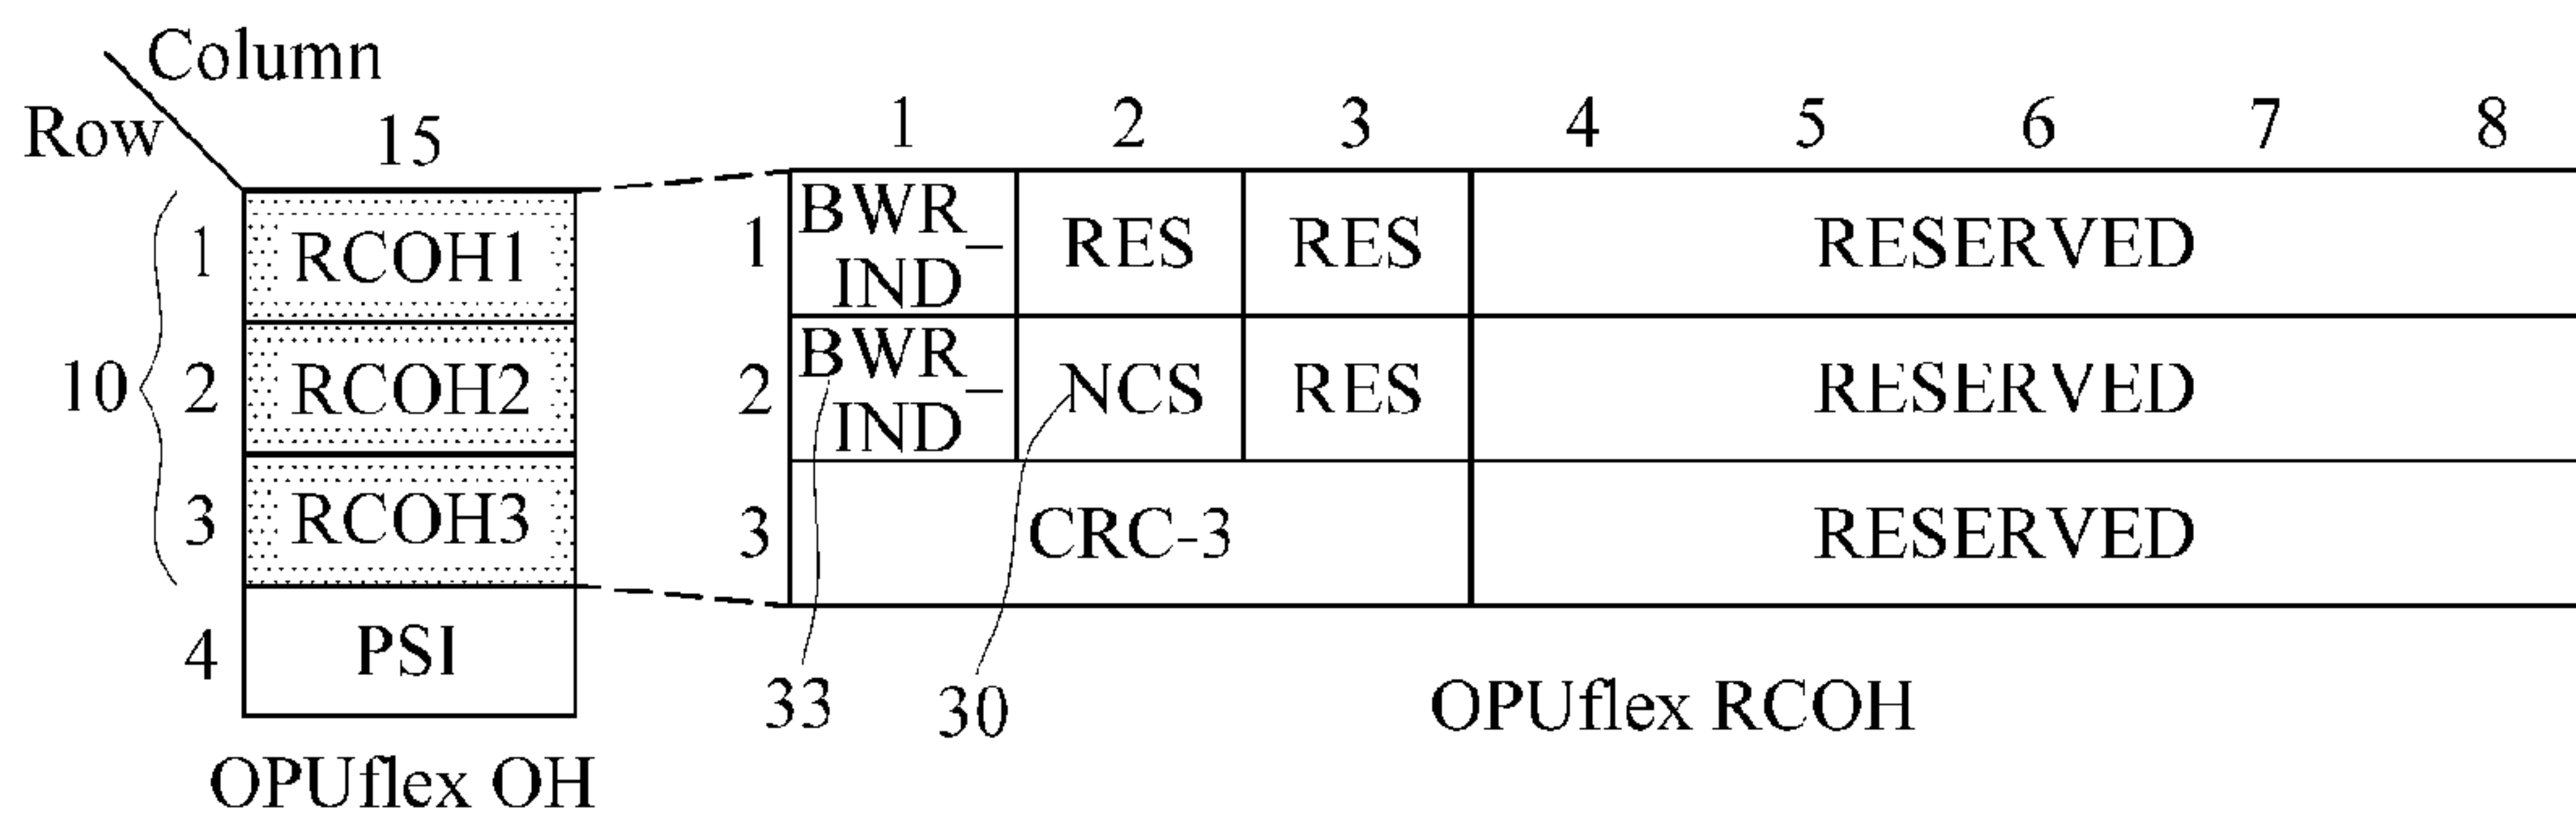 Column
Row
15
1 2 3 4 5 6 7 8
10
1 RCOH1
2 RCOH2
3 RCOH3
4 PSI
OPUflex OH
1 BWR_
IND RES RES RESERVED
2 BWR_
IND NCS RES RESERVED
3 CRC-3 RESERVED
33 30
OPUflex RCOH